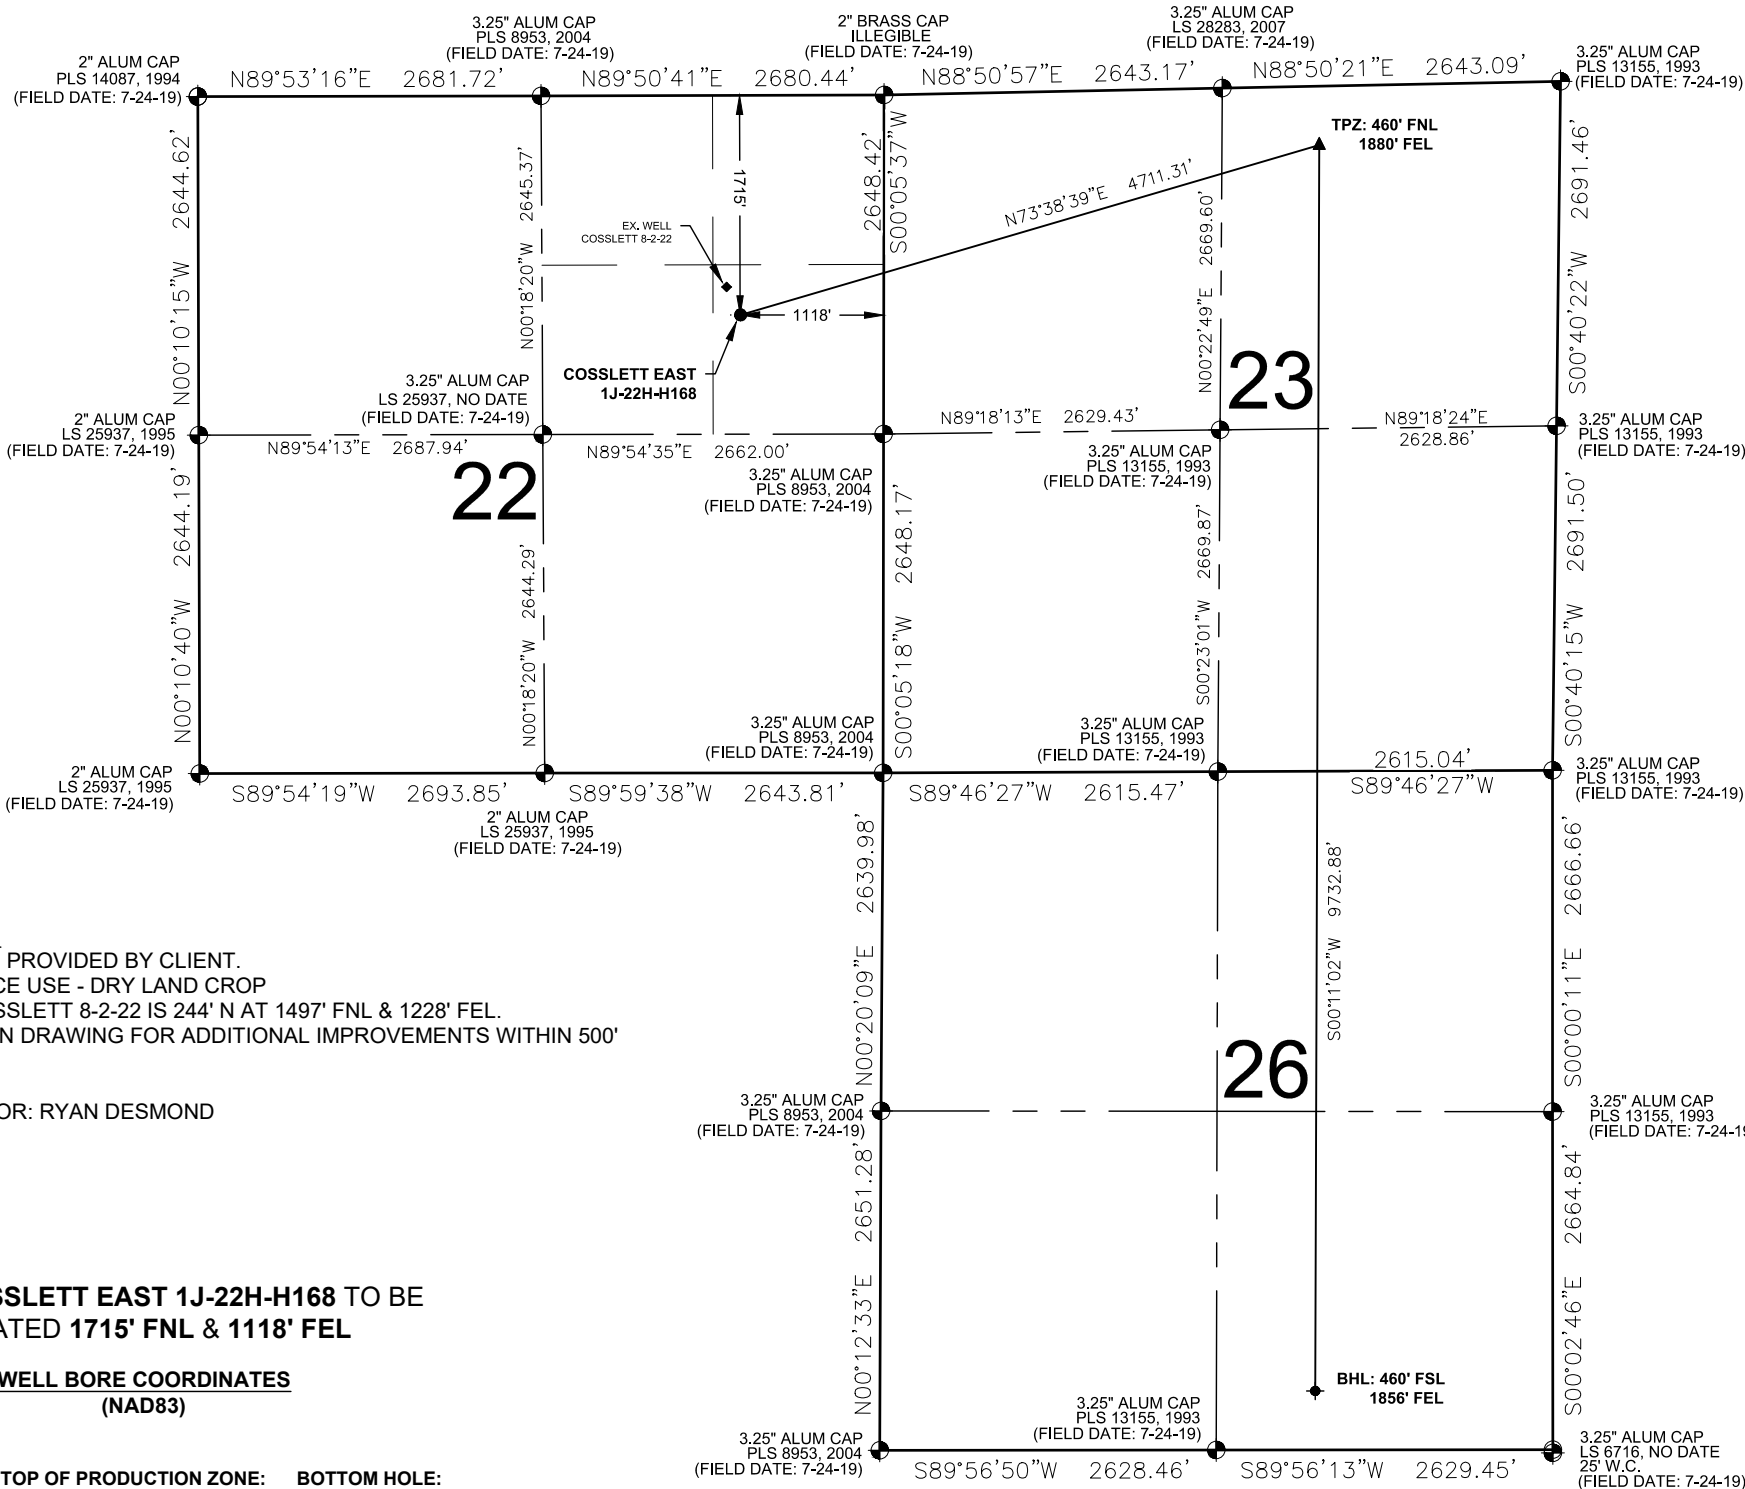 3.25" ALUM CAP
PLS 8953, 2004
(FIELD DATE: 7-24-19)
2" BRASS CAP
ILLEGIBLE
(FIELD DATE: 7-24-19)
3.25" ALUM CAP
LS 28283, 2007
(FIELD DATE: 7-24-19)
3.25" ALUM CAP
PLS 13155, 1993
(FIELD DATE: 7-24-19)
2" ALUM CAP
PLS 14087, 1994
(FIELD DATE: 7-24-19)
N89°53'16"E 2681.72'
N89°50'41"E 2680.44'
N88°50'57"E 2643.17'
N88°50'21"E 2643.09'
TPZ: 460' FNL
1880' FEL
N00°10'15"W 2644.62'
N00°18'20"W 2645.37'
1715'
2648.42'
S00°05'37"W
N73°38'39"E 4711.31'
N00°22'49"E 2669.60'
S00°40'22"W 2691.46'
EX. WELL
COSSLETT 8-2-22
1118'
COSSLETT EAST
1J-22H-H168
23
3.25" ALUM CAP
LS 25937, NO DATE
(FIELD DATE: 7-24-19)
2" ALUM CAP
LS 25937, 1995
(FIELD DATE: 7-24-19)
N89°54'13"E 2687.94'
N89°54'35"E 2662.00'
N89°18'13"E 2629.43'
N89°18'24"E
2628.86'
3.25" ALUM CAP
PLS 13155, 1993
(FIELD DATE: 7-24-19)
3.25" ALUM CAP
PLS 13155, 1993
(FIELD DATE: 7-24-19)
3.25" ALUM CAP
PLS 8953, 2004
(FIELD DATE: 7-24-19)
22
N00°10'40"W 2644.19'
N00°18'20"W 2644.29'
S00°05'18"W 2648.17'
S00°23'01"W 2669.87'
S00°40'15"W 2691.50'
3.25" ALUM CAP
PLS 8953, 2004
(FIELD DATE: 7-24-19)
3.25" ALUM CAP
PLS 13155, 1993
(FIELD DATE: 7-24-19)
2" ALUM CAP
LS 25937, 1995
(FIELD DATE: 7-24-19)
3.25" ALUM CAP
PLS 13155, 1993
(FIELD DATE: 7-24-19)
S89°54'19"W 2693.85'
S89°59'38"W 2643.81'
S89°46'27"W 2615.47'
2615.04'
S89°46'27"W
2" ALUM CAP
LS 25937, 1995
(FIELD DATE: 7-24-19)
N00°20'09"E 2639.98'
S00°11'02"W 9732.88'
S00°00'11"E 2666.66'
PROVIDED BY CLIENT.
CE USE - DRY LAND CROP
SSLETT 8-2-22 IS 244' N AT 1497' FNL & 1228' FEL.
N DRAWING FOR ADDITIONAL IMPROVEMENTS WITHIN 500'
OR: RYAN DESMOND
26
3.25" ALUM CAP
PLS 8953, 2004
(FIELD DATE: 7-24-19)
3.25" ALUM CAP
PLS 13155, 1993
(FIELD DATE: 7-24-19
N00°12'33"E 2651.28'
S00°02'46"E 2664.84'
SSLETT EAST 1J-22H-H168 TO BE
ATED 1715' FNL & 1118' FEL
WELL BORE COORDINATES
(NAD83)
TOP OF PRODUCTION ZONE: BOTTOM HOLE:
BHL: 460' FSL
1856' FEL
3.25" ALUM CAP
PLS 13155, 1993
(FIELD DATE: 7-24-19)
3.25" ALUM CAP
PLS 8953, 2004
(FIELD DATE: 7-24-19)
S89°56'50"W 2628.46'
S89°56'13"W 2629.45'
3.25" ALUM CAP
LS 6716, NO DATE
25' W.C.
(FIELD DATE: 7-24-19)